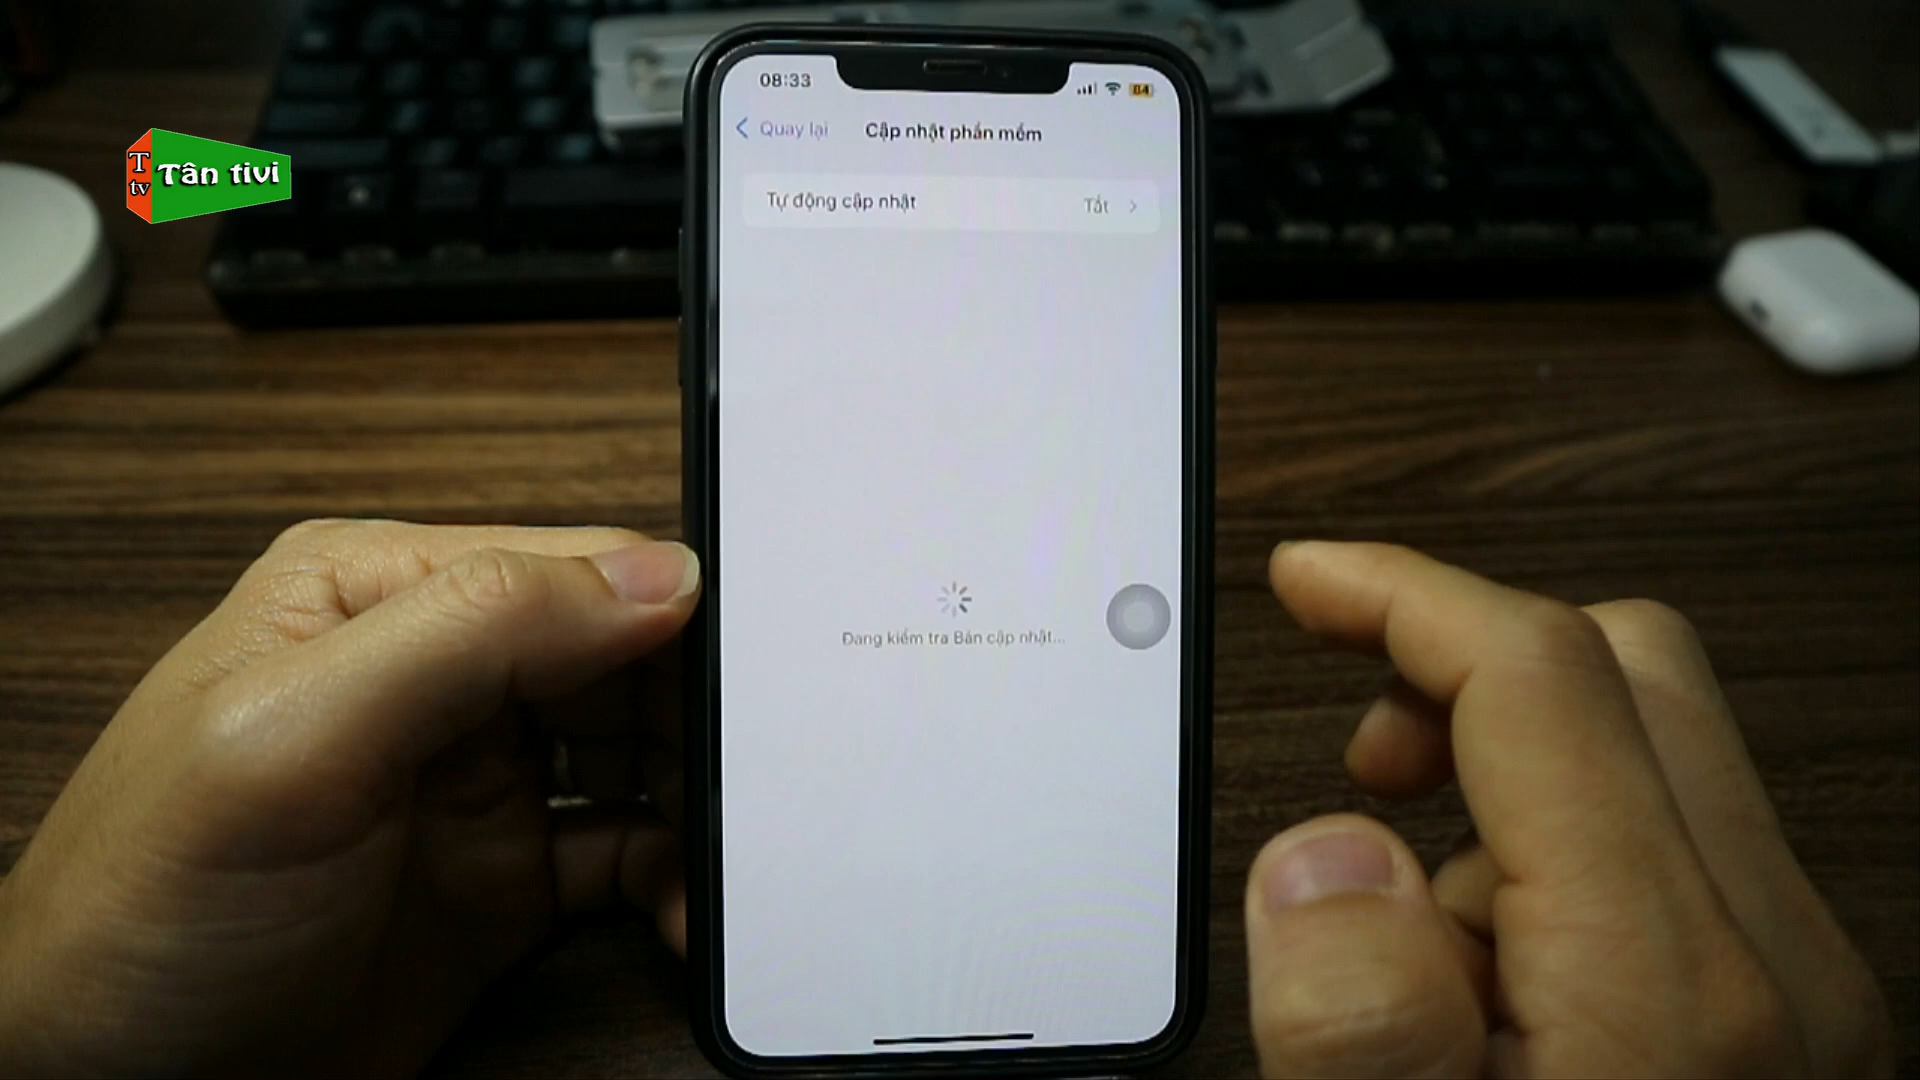 08:33
84
Quay lại
Cập nhật phần mềm
T
tv
Tân tivi
Tự động cập nhật
Tắt
Đang kiểm tra Bản cập nhật...